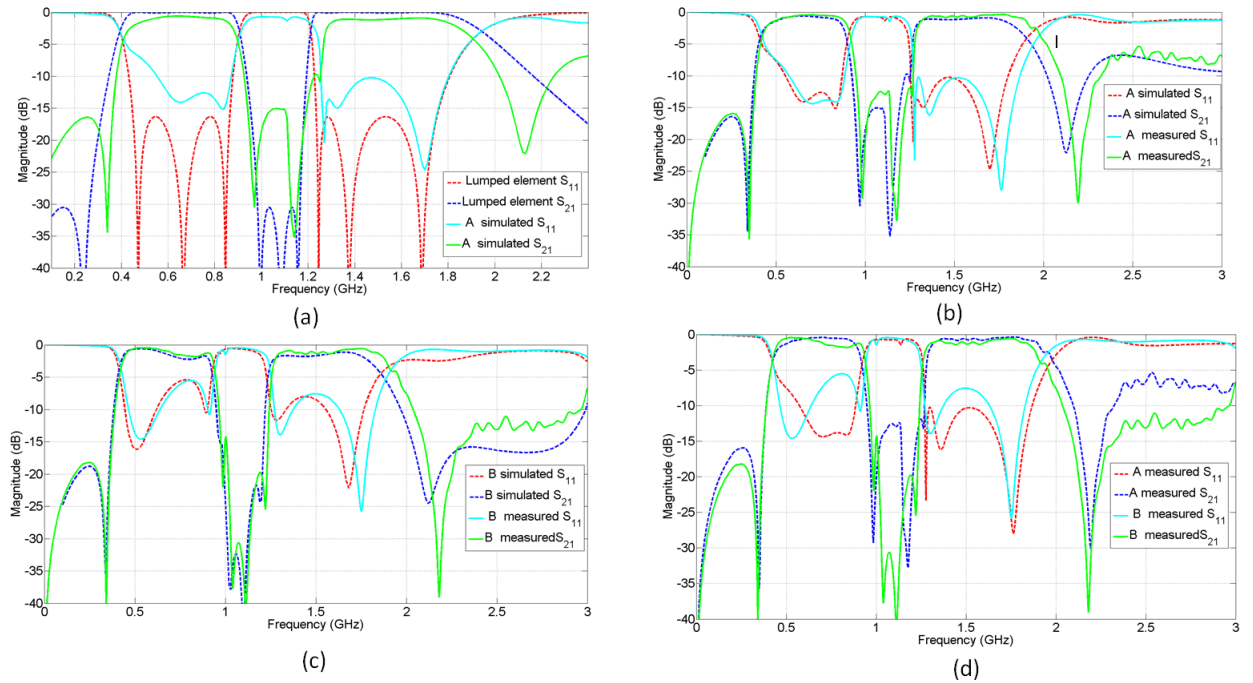 0
-5
-10
-15
-20
-25
-30
-35
-40
Magnitude (dB)
0.2 0.4 0.6 0.8 1.0 1.2 1.4 1.6 1.8 2 2.2
Frequency (GHz)
Lumped element S11
Lumped element S21
A simulated S11
A simulated S21
(a)
0
-5
-10
-15
-20
-25
-30
-35
-40
Magnitude (dB)
0 0.5 1 1.5 2 2.5 3
Frequency (GHz)
I
A simulated S11
A simulated S21
A measured S11
A measuredS21
(b)
0
-5
-10
-15
-20
-25
-30
-35
-40
Magnitude (dB)
0 0.5 1 1.5 2 2.5 3
Frequency (GHz)
B simulated S11
B simulated S21
B measured S11
B measuredS21
(c)
0
-5
-10
-15
-20
-25
-30
-35
-40
Magnitude (dB)
0 0.5 1 1.5 2 2.5 3
Frequency (GHz)
A measured S11
A measured S21
B measured S11
B measuredS21
(d)